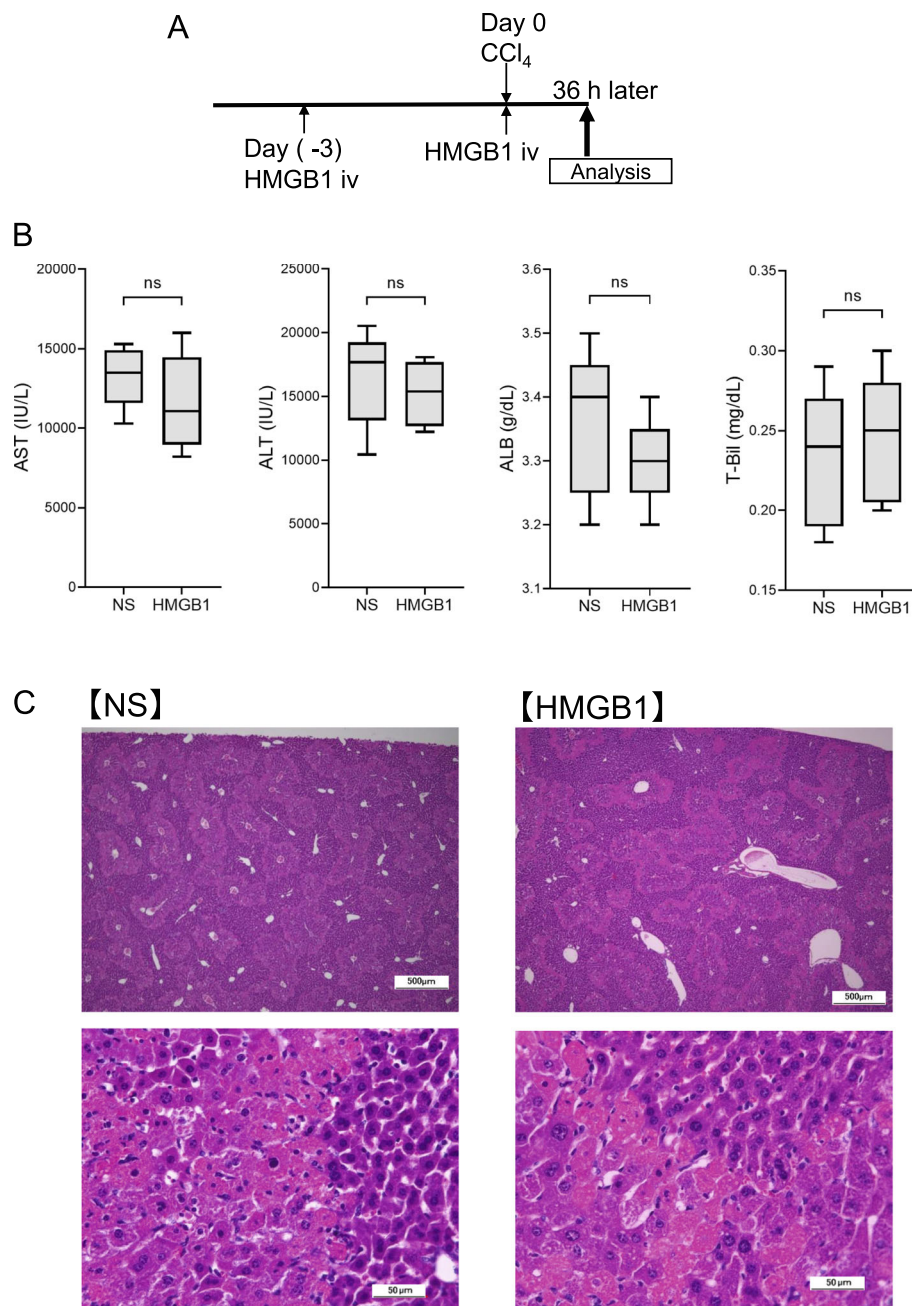 A
Day 0
CCl₄
36 h later
Day ( -3)
HMGB1 iv
HMGB1 iv
Analysis
B
20000
15000
10000
5000
0
AST (IU/L)
ns
NS HMGB1
25000
20000
15000
10000
5000
0
ALT (IU/L)
ns
NS HMGB1
3.6
3.5
3.4
3.3
3.2
3.1
ALB (g/dL)
ns
NS HMGB1
0.35
0.30
0.25
0.20
0.15
T-Bil (mg/dL)
ns
NS HMGB1
C
【NS】
【HMGB1】
500μm
500μm
50 μm
50 μm